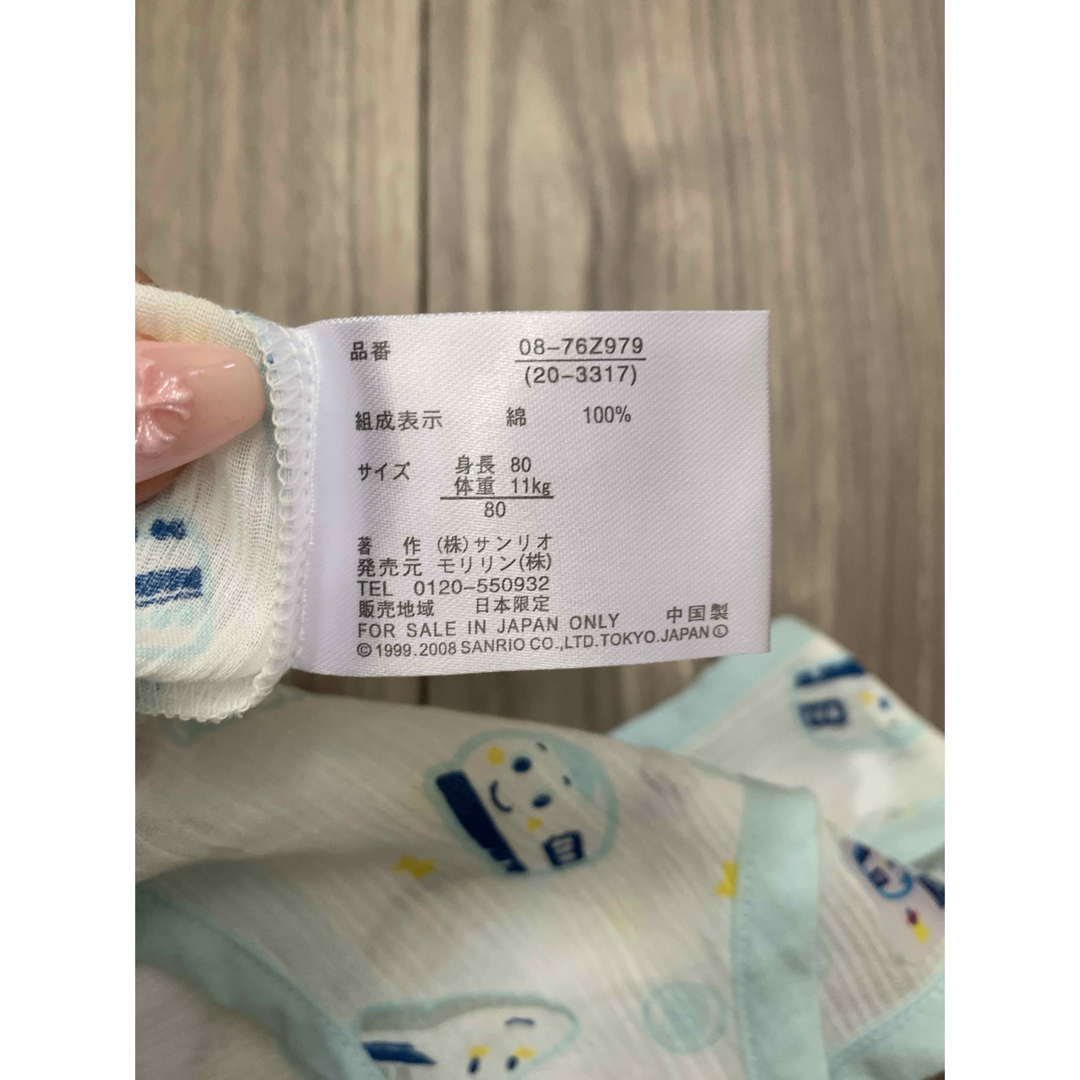 品番 08-76Z979
(20-3317)
組成表示 綿 100%
サイズ 身長 80
体重 11kg
80
著 作 (株)サンリオ
発売元 モリリン(株)
TEL 0120-550932
販売地域 日本限定
FOR SALE IN JAPAN ONLY 中国製
©1999.2008 SANRIO CO.,LTD.TOKYO.JAPAN Ⓛ